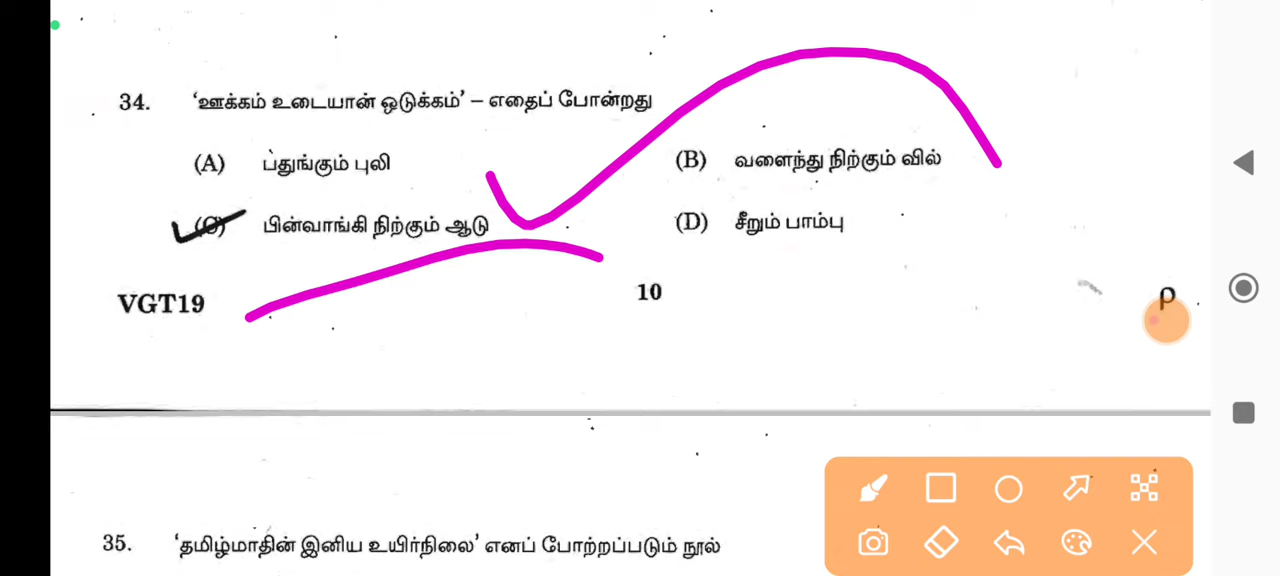 34. 'ஊக்கம் உடையான் ஒடுக்கம்' – எதைப் போன்றது
(A) பதுங்கும் புலி (B) வளைந்து நிற்கும் வில்
(C) பின்வாங்கி நிற்கும் ஆடு (D) சீறும் பாம்பு
VGT19 10 ρ
35. 'தமிழ்மாதின் இனிய உயிர்நிலை' எனப் போற்றப்படும் நூல்